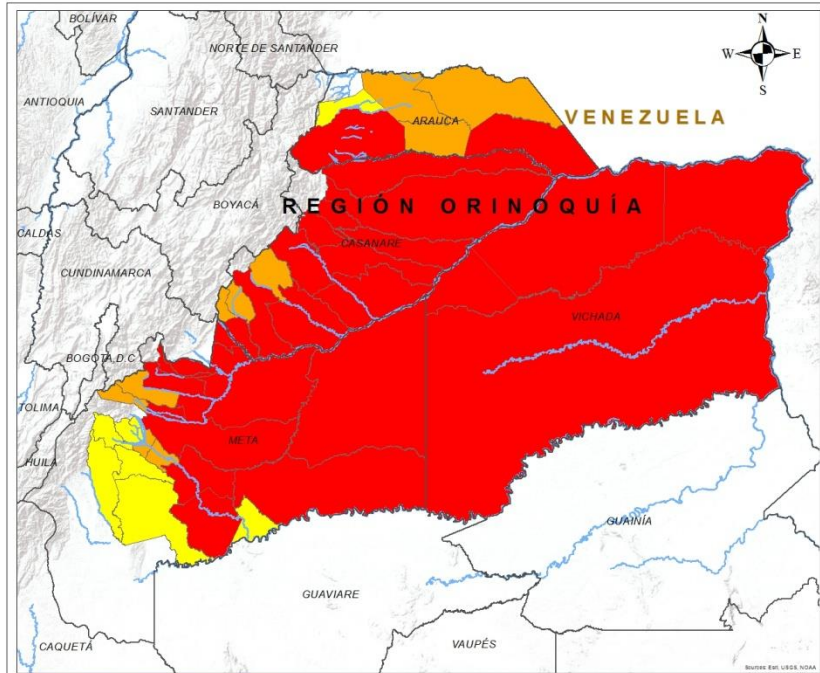 BOLÍVAR
NORTE DE SANTANDER
N
W E
S
ANTIOQUIA
SANTANDER
ARAUCA
VENEZUELA
BOYACÁ
REGIÓN ORINOQUÍA
CALDAS
CASANARE
CUNDINAMARCA
VICHADA
BOGOTÁ D.C
TOLIMA
META
HUILA
GUAINÍA
GUAVIARE
CAQUETÁ
VAUPÉS
Sources: Esri, USGS, NOAA